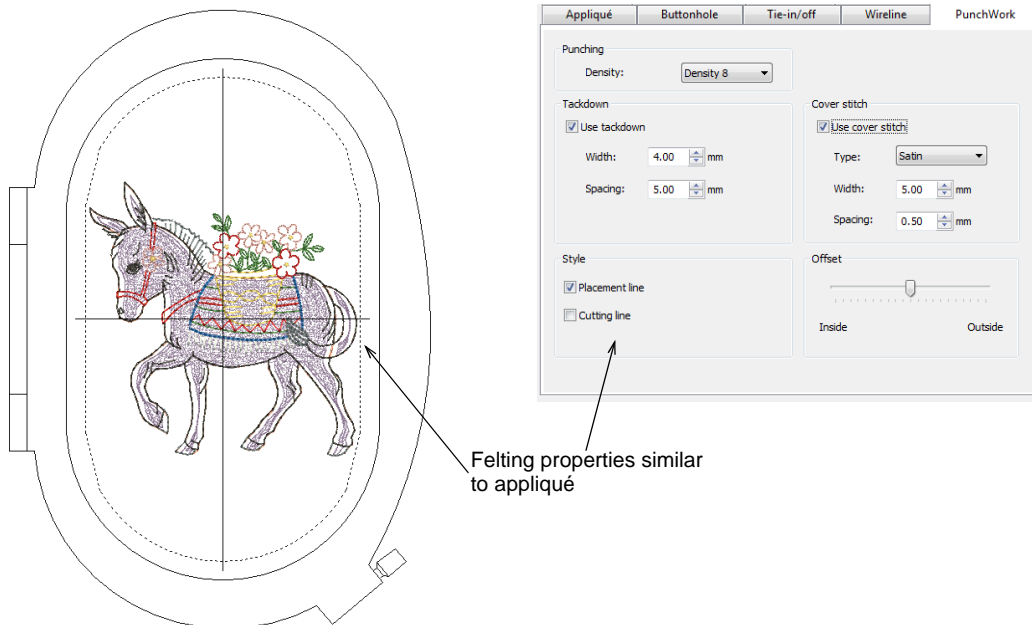 Appliqué Buttonhole Tie-in/off Wireline PunchWork
Punching
Density: Density 8
Tackdown
Use tackdown
Width: 4.00 mm
Spacing: 5.00 mm
Cover stitch
Use cover stitch
Type: Satin
Width: 5.00 mm
Spacing: 0.50 mm
Style
Placement line
Cutting line
Offset
Inside Outside
Felting properties similar
to appliqué